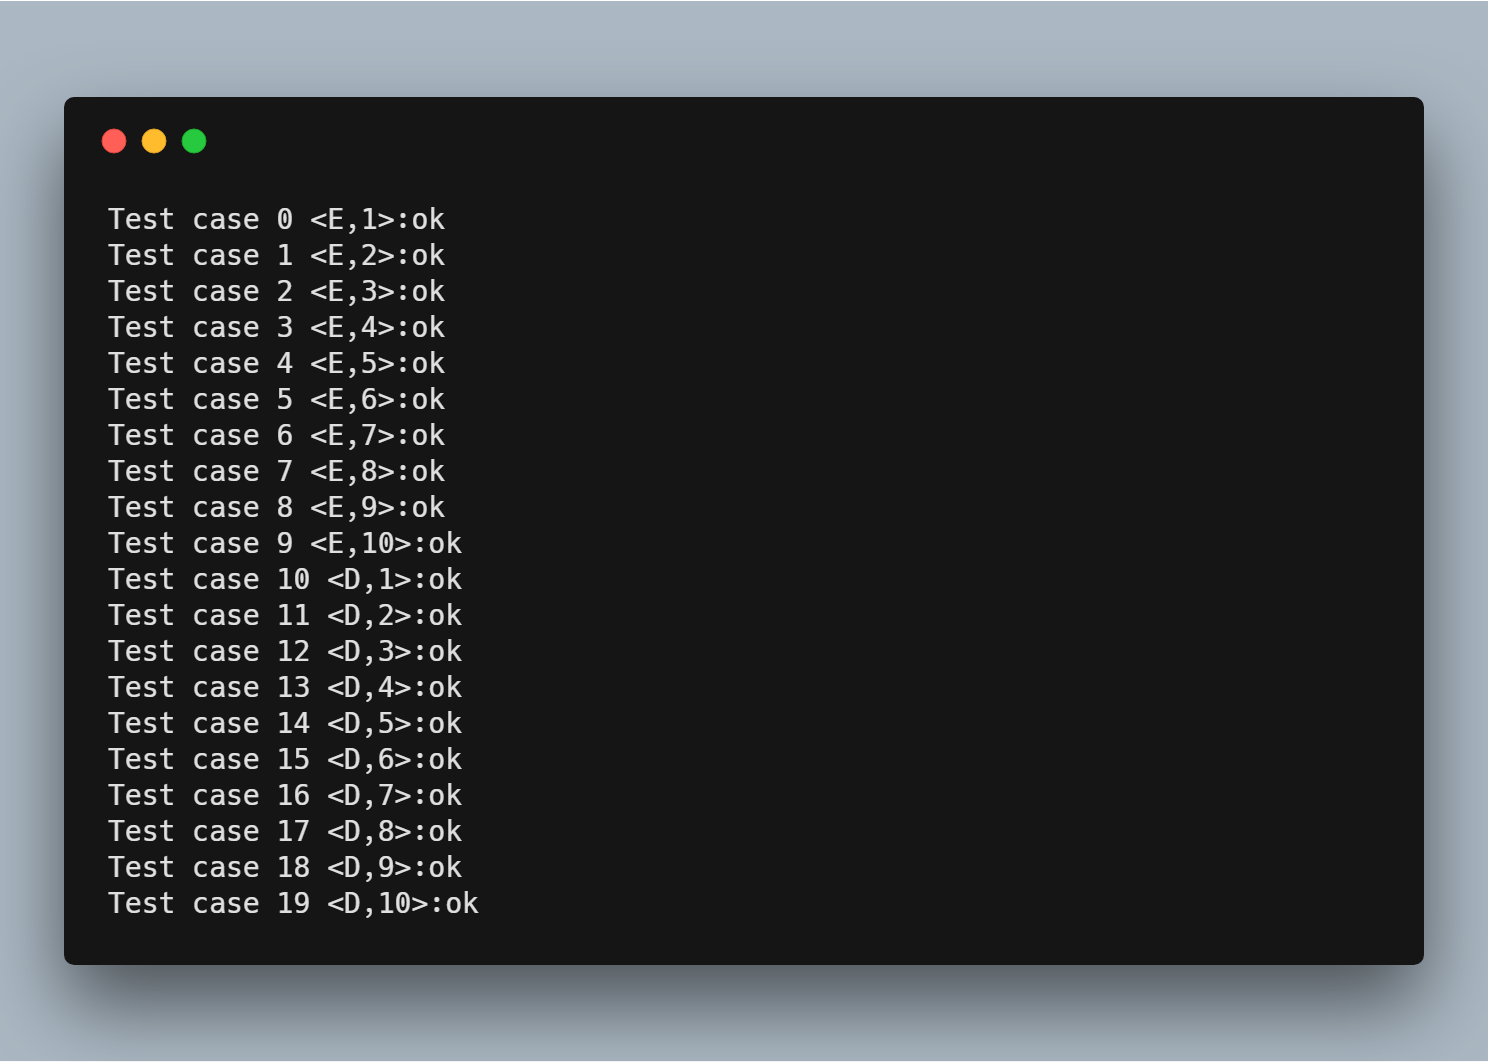 Test case 0 <E,1>:ok
Test case 1 <E,2>:ok
Test case 2 <E,3>:ok
Test case 3 <E,4>:ok
Test case 4 <E,5>:ok
Test case 5 <E,6>:ok
Test case 6 <E,7>:ok
Test case 7 <E,8>:ok
Test case 8 <E,9>:ok
Test case 9 <E,10>:ok
Test case 10 <D,1>:ok
Test case 11 <D,2>:ok
Test case 12 <D,3>:ok
Test case 13 <D,4>:ok
Test case 14 <D,5>:ok
Test case 15 <D,6>:ok
Test case 16 <D,7>:ok
Test case 17 <D,8>:ok
Test case 18 <D,9>:ok
Test case 19 <D,10>:ok